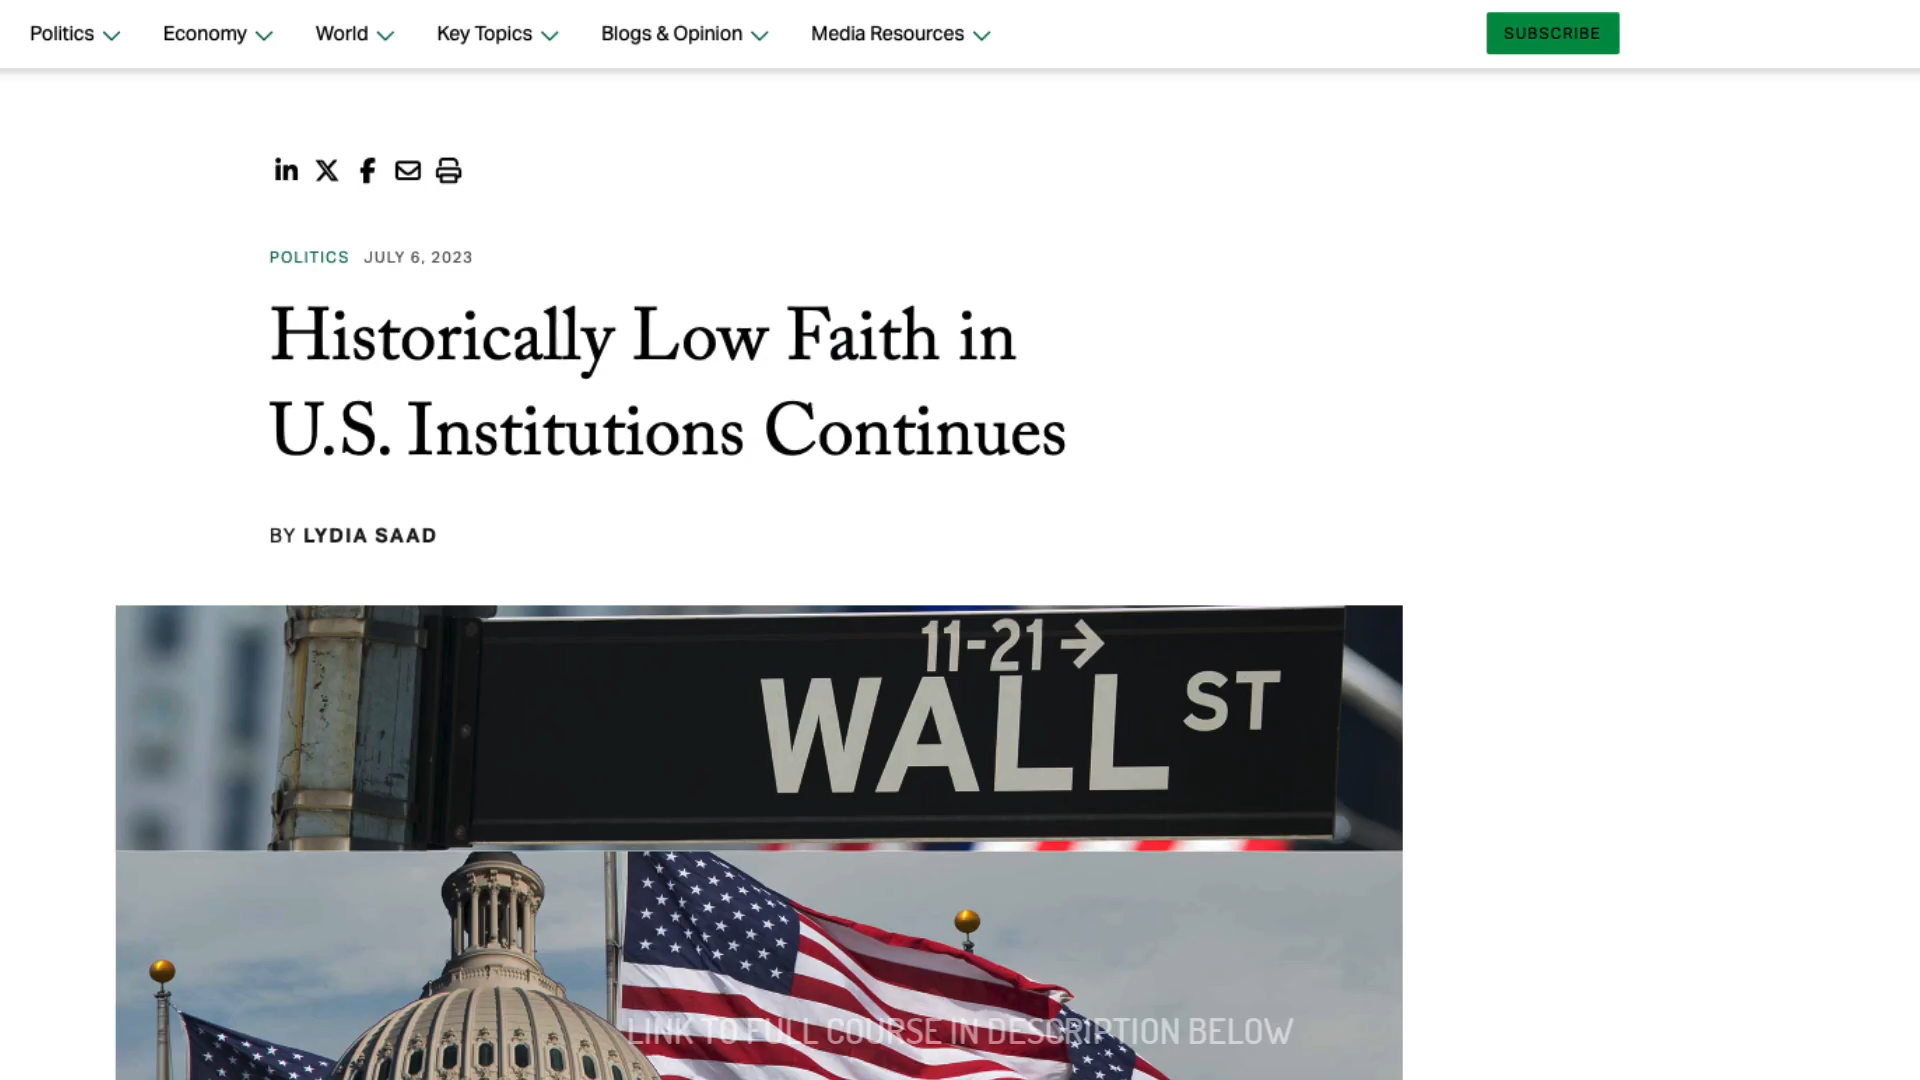 Politics Economy World Key Topics Blogs & Opinion Media Resources SUBSCRIBE
POLITICS JULY 6, 2023
Historically Low Faith in
U.S. Institutions Continues
BY LYDIA SAAD
11-21→
WALL ST
LINK TO FULL COURSE IN DESCRIPTION BELOW